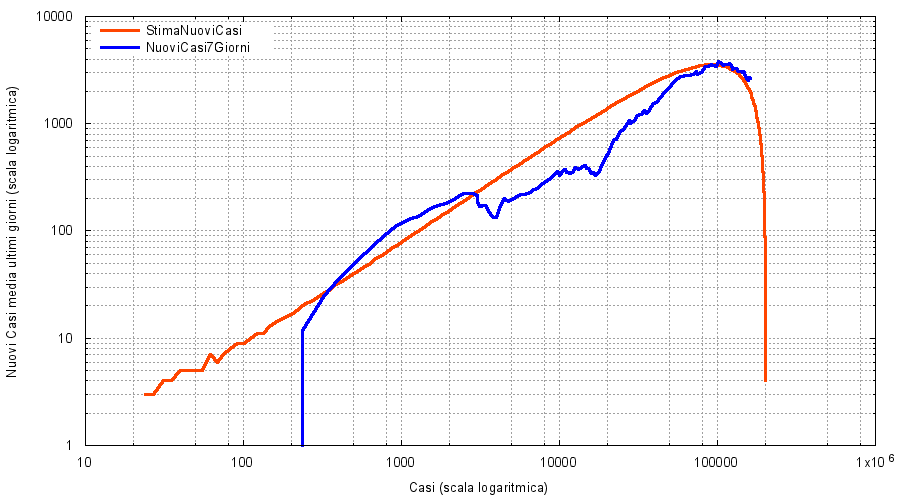 10000
StimaNuoviCasi
NuoviCasi7Giorni
1000
100
10
1
Nuovi Casi media ultimi giorni (scala logaritmica)
10
100
1000
10000
100000
1x10 6
Casi (scala logaritmica)